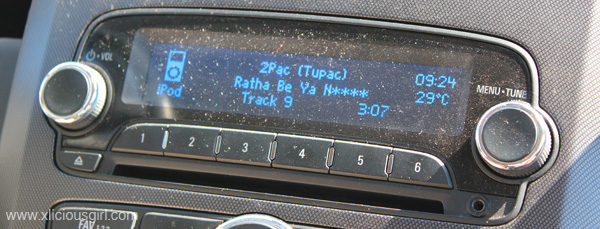 VOL
2Pac (Tupac)
09:24
iPod
Ratha Be Ya N*****
29°C
Track 9
3:07
MENU TUNE
1
2
3
4
5
6
FAV
www.xliciousgirl.com